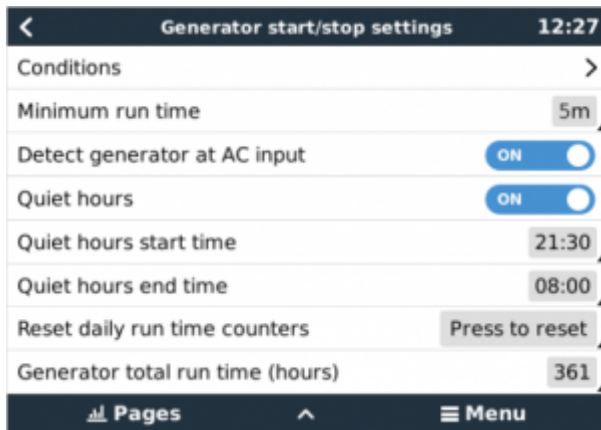 Generator start/stop settings 12:27
Conditions
Minimum run time 5m
Detect generator at AC input ON
Quiet hours ON
Quiet hours start time 21:30
Quiet hours end time 08:00
Reset daily run time counters Press to reset
Generator total run time (hours) 361
Pages Menu